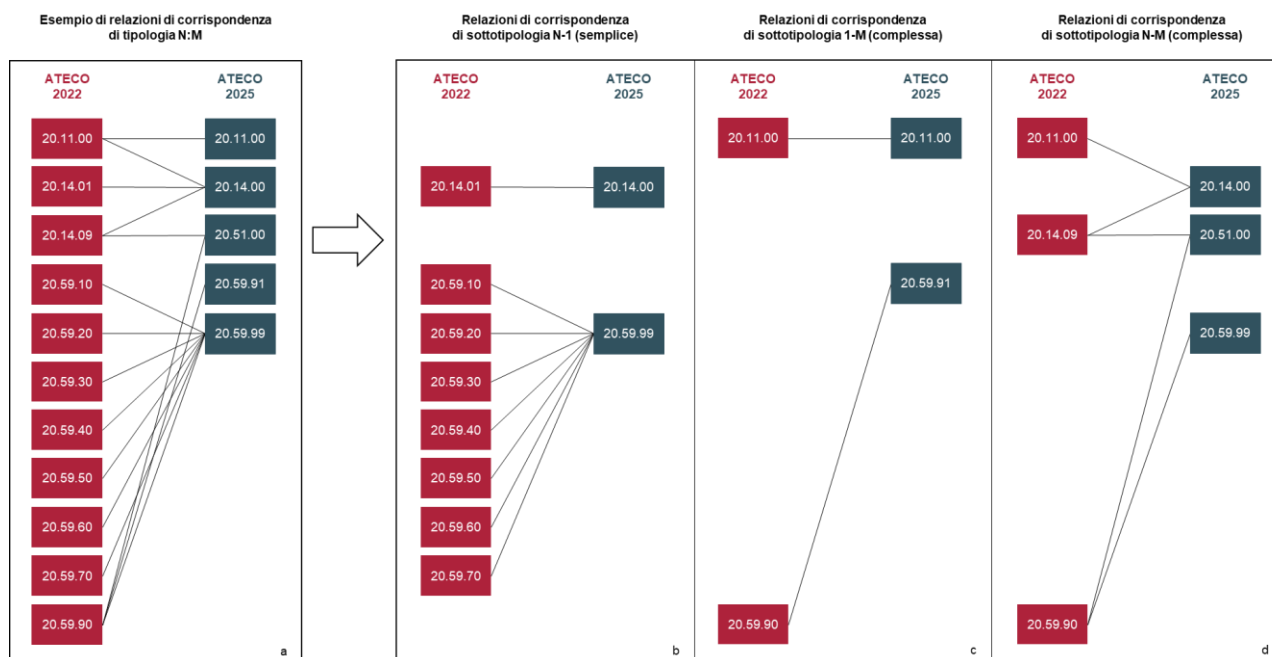 Esempio di relazioni di corrispondenza
di tipologia N:M
ATECO
2022
ATECO
2025
20.11.00
20.11.00
20.14.01
20.14.00
20.14.09
20.51.00
20.59.10
20.59.91
20.59.20
20.59.99
20.59.30
20.59.40
20.59.50
20.59.60
20.59.70
20.59.90
a
Relazioni di corrispondenza
di sottotipologia N-1 (semplice)
ATECO
2022
ATECO
2025
20.14.01
20.14.00
20.59.10
20.59.20
20.59.99
20.59.30
20.59.40
20.59.50
20.59.60
20.59.70
b
Relazioni di corrispondenza
di sottotipologia 1-M (complessa)
ATECO
2022
ATECO
2025
20.11.00
20.11.00
20.59.91
20.59.90
c
Relazioni di corrispondenza
di sottotipologia N-M (complessa)
ATECO
2022
ATECO
2025
20.11.00
20.14.00
20.14.09
20.51.00
20.59.99
20.59.90
d